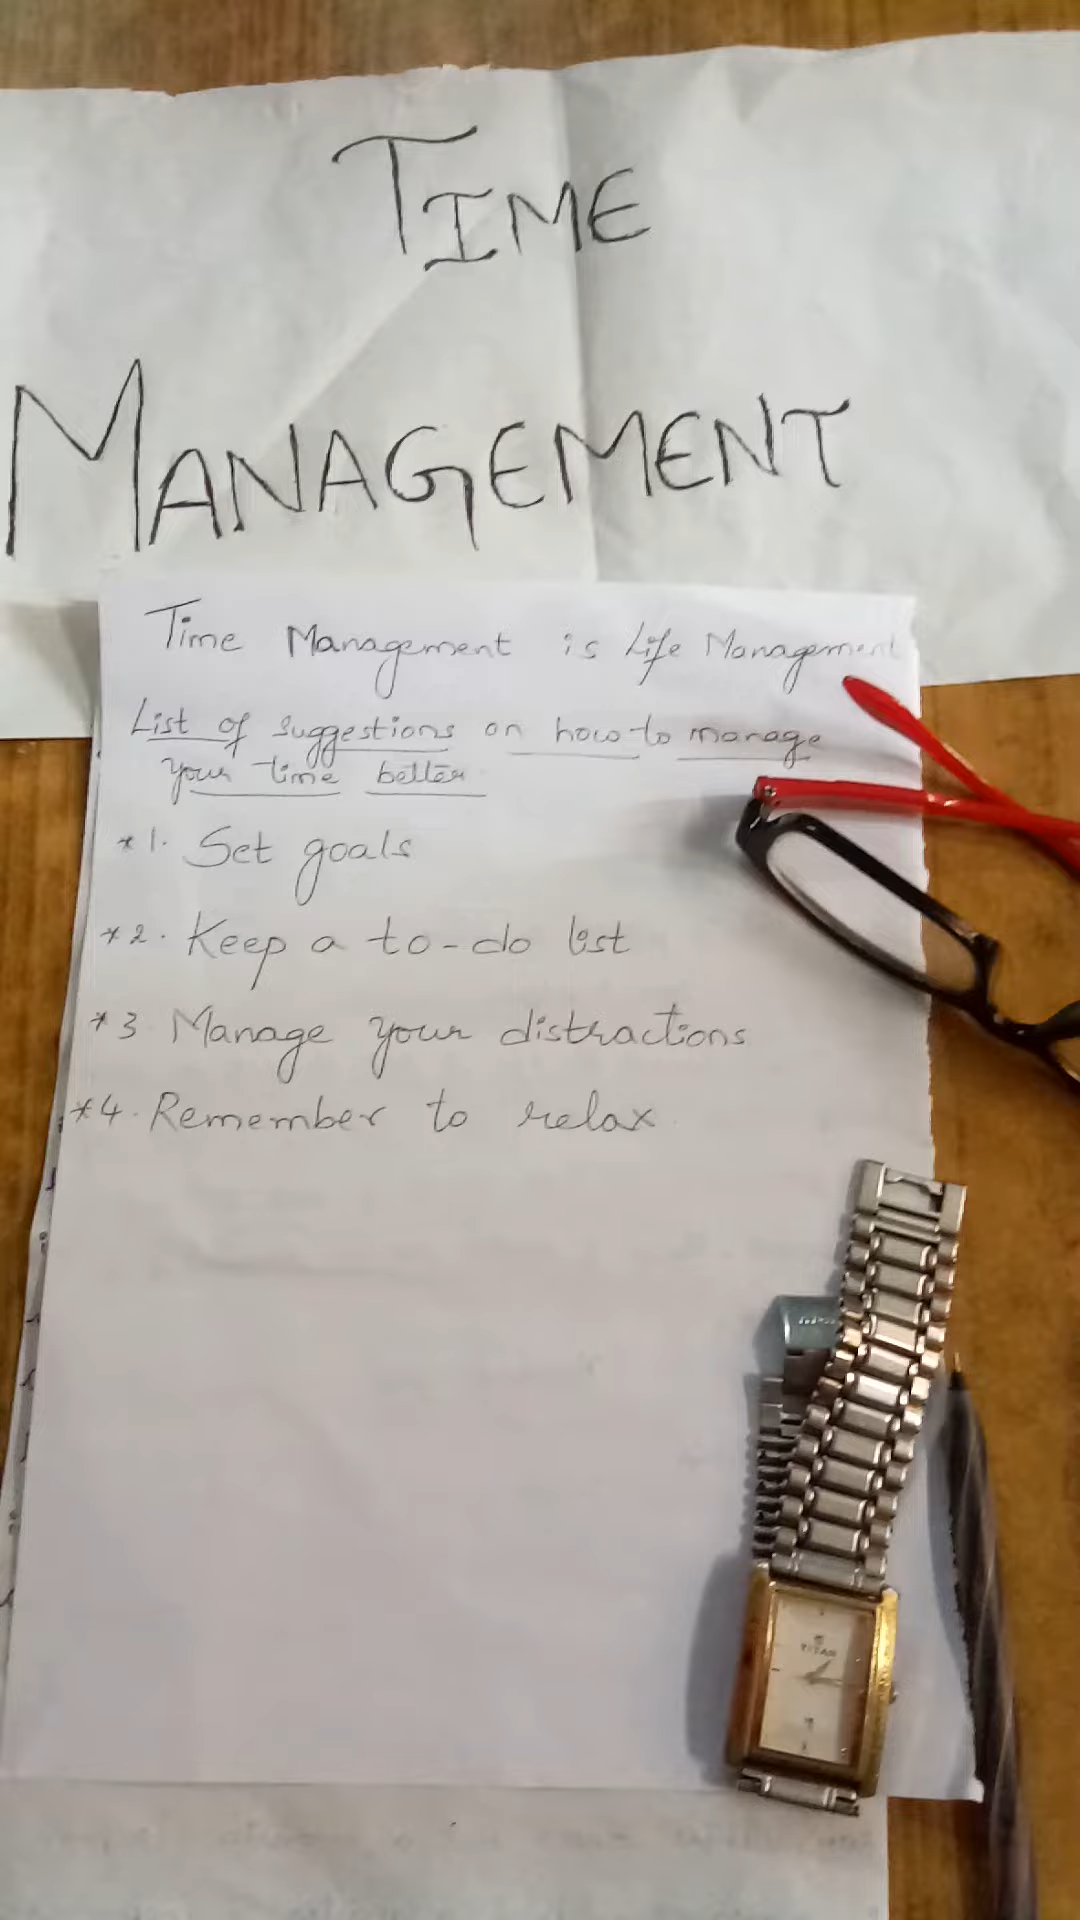 TIME
MANAGEMENT
Time Management is Life Management
List of suggestions on how to manage
your time better
*1. Set goals
*2. Keep a to-do list
*3 Manage your distractions
*4. Remember to relax.
TITAN